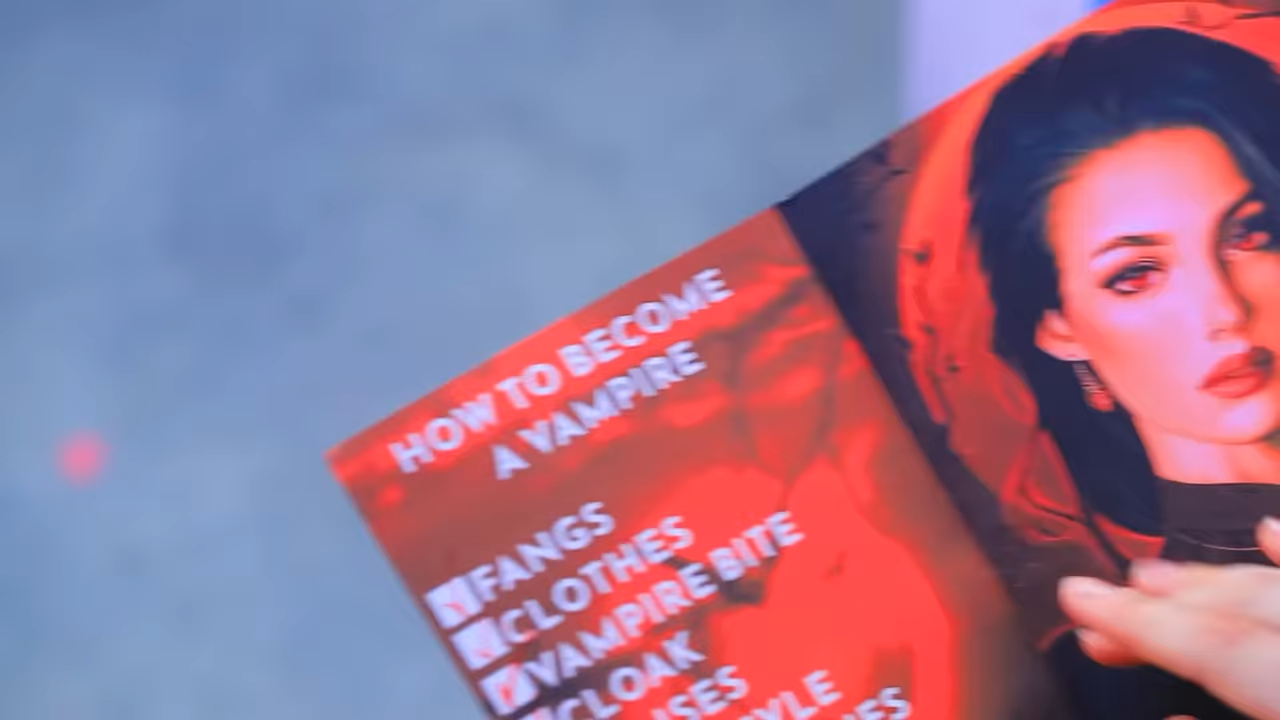 HOW TO BECOME
A VAMPIRE
FANGS
CLOTHES
VAMPIRE BITE
CLOAK